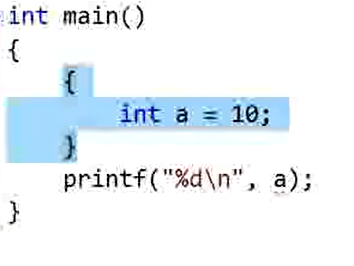 int main()
{
{
int a = 10;
}
printf("%d\n", a);
}